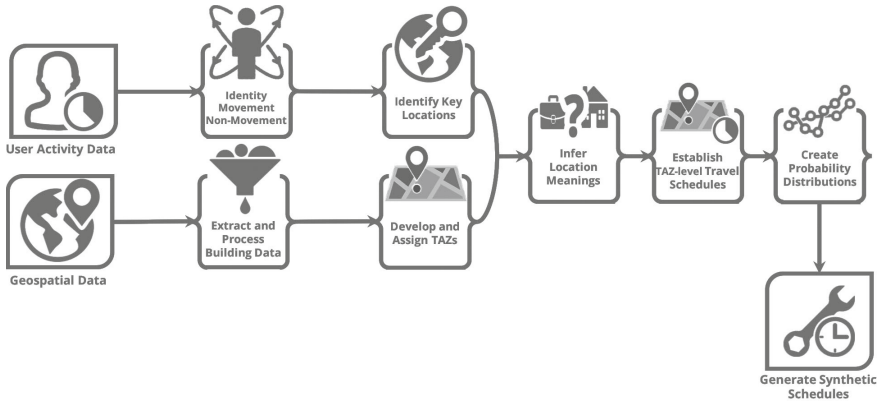 User Activity Data
Identity
Movement
Non-Movement
Identify Key
Locations
Geospatial Data
Extract and
Process
Building Data
Develop and
Assign TAZs
Infer
Location
Meanings
Establish
TAZ-level Travel
Schedules
Create
Probability
Distributions
Generate Synthetic
Schedules